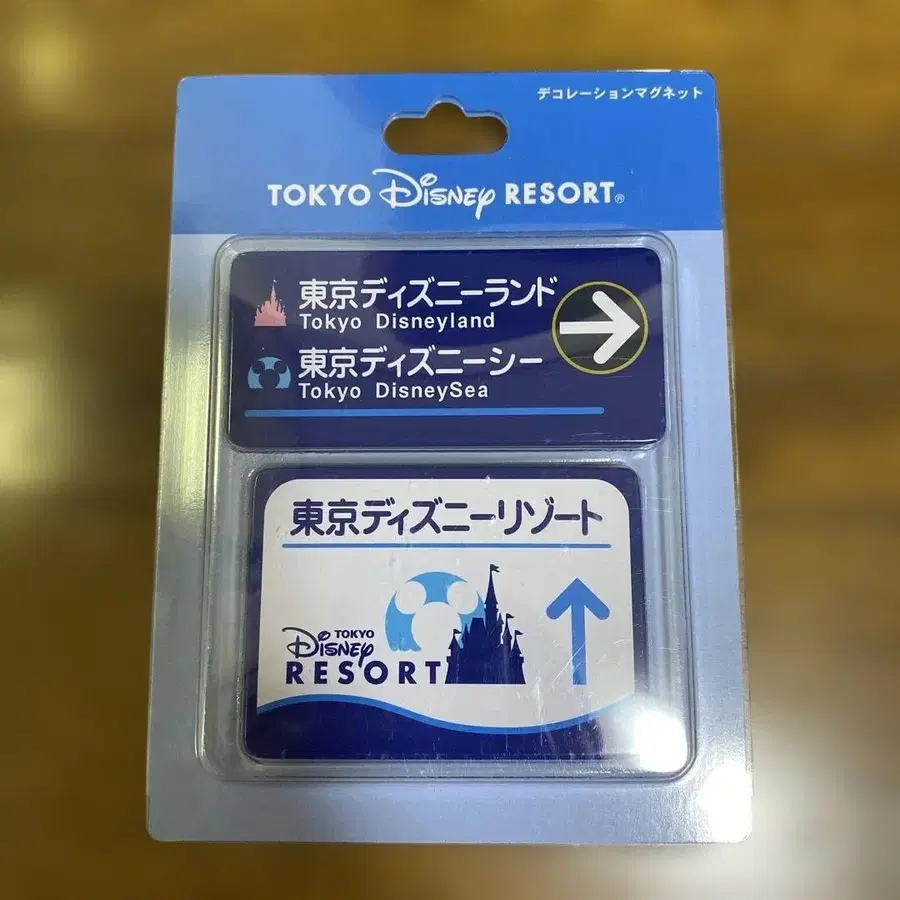 デコレーションマグネット
TOKYO Disney RESORT®
東京ディズニーランド
Tokyo Disneyland
東京ディズニーシー
Tokyo DisneySea
東京ディズニーリゾート
TOKYO
Disney
RESORT